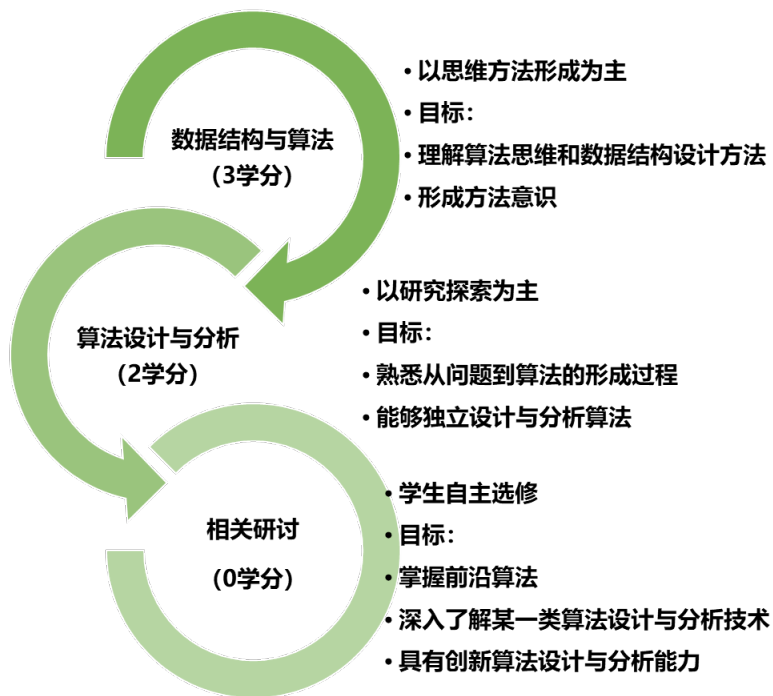 数据结构与算法
（3学分）
• 以思维方法形成为主
• 目标：
• 理解算法思维和数据结构设计方法
• 形成方法意识
算法设计与分析
（2学分）
• 以研究探索为主
• 目标：
• 熟悉从问题到算法的形成过程
• 能够独立设计与分析算法
相关研讨
（0学分）
• 学生自主选修
• 目标：
• 掌握前沿算法
• 深入了解某一类算法设计与分析技术
• 具有创新算法设计与分析能力